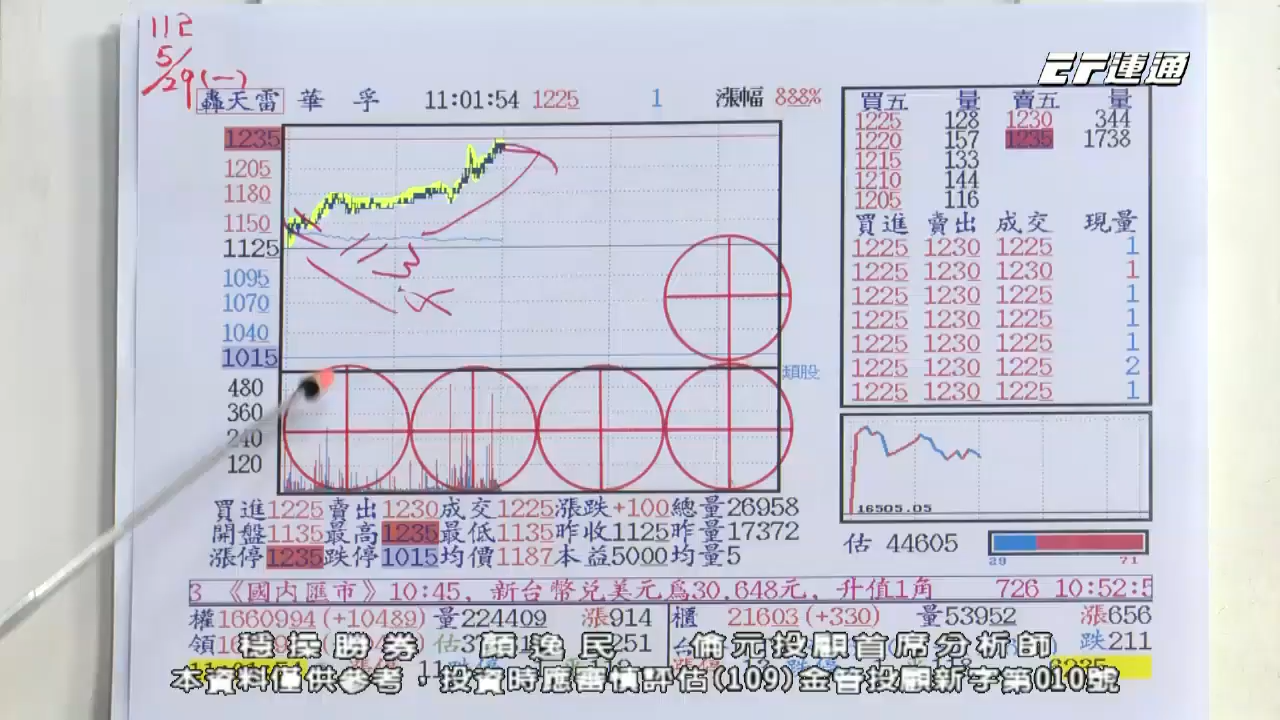 112
5/29(一)
EF運通
轟天雷 華孚 11:01:54 1225 1 漲幅 888%
1235
1205
1180
1150
1125
1095
1070
1040
1015
480
360
240
120
113
類股
買五 量 賣五 量
1225 128 1230 344
1220 157 1235 1738
1215 133
1210 144
1205 116
買進 賣出 成交 現量
1225 1230 1225 1
1225 1230 1225 1
1225 1230 1225 1
1225 1230 1225 1
1225 1230 1225 1
1225 1230 1225 2
1225 1230 1225 1
16505.05
估 44605
29 71
買進1225賣出1230成交1225漲跌+100總量26958
開盤1135最高1235最低1135昨收1125昨量17372
漲停1235跌停1015均價1187本益5000均量5
3 《國內匯市》10:45, 新台幣兌美元為30,648元, 升值1角 726 10:52:5
權1660994(+10489)量224409 漲914 櫃 21603(+330) 量53952 漲656
跌211
穩操勝券 顏逸民 倫元投顧首席分析師
本資料僅供參考，投資時應審慎評估(109)金管投顧新字第010號